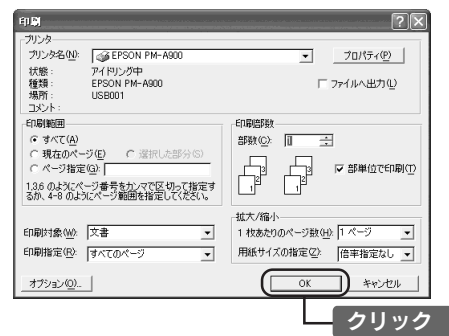 印刷
プリンタ
プリンタ名(N): EPSON PM-A900 プロパティ(P)
状態: アイドリング中
種類: EPSON PM-A900 ファイルへ出力(L)
場所: USB001
コメント:
印刷範囲
すべて(A)
現在のページ(E) 選択した部分(S)
ページ指定(G):
1,3,6 のようにページ番号をカンマで区切って指定す
るか、4-8 のようにページ範囲を指定してください。
印刷部数
部数(C): 1
部単位で印刷(T)
印刷対象(W): 文書
印刷指定(R): すべてのページ
拡大/縮小
1 枚あたりのページ数(H): 1 ページ
用紙サイズの指定(Z): 倍率指定なし
オプション(O)... OK キャンセル
クリック